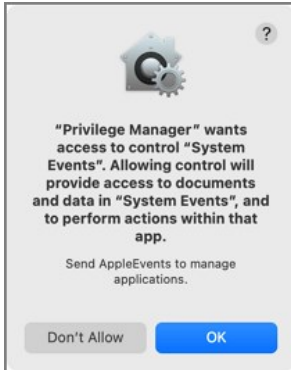 ?
"Privilege Manager" wants
access to control "System
Events". Allowing control will
provide access to documents
and data in "System Events", and
to perform actions within that
app.
Send AppleEvents to manage
applications.
Don't Allow
OK